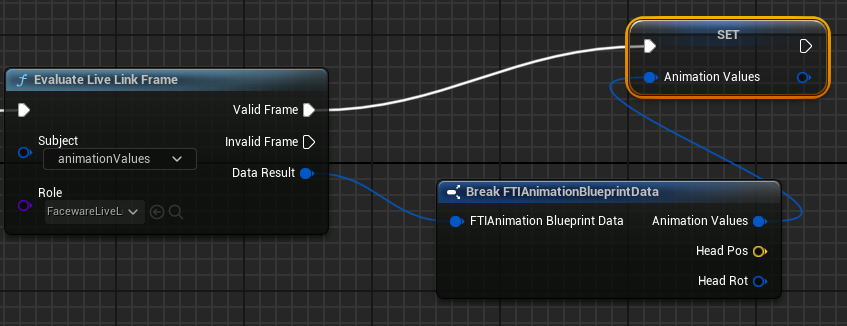 SET
Animation Values
Evaluate Live Link Frame
Valid Frame
Subject
animationValues
Invalid Frame
Data Result
Role
FacewareLiveL
Break FTIAnimationBlueprintData
FTIAnimation Blueprint Data
Animation Values
Head Pos
Head Rot